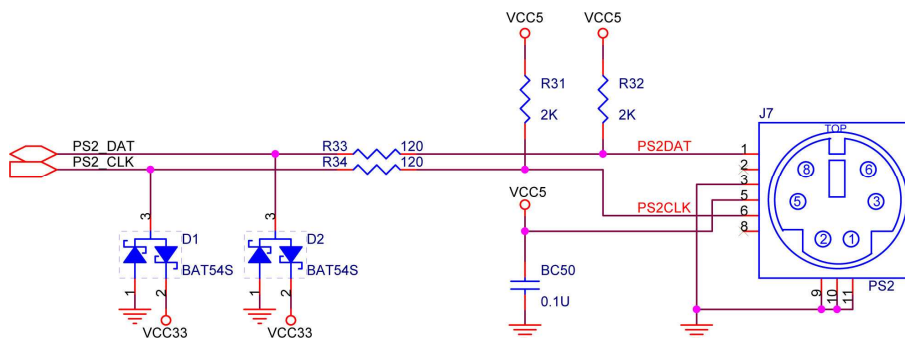 VCC5
VCC5
R31
R32
2K
2K
J7
TOP
PS2_DAT
R33
120
PS2DAT
1
PS2_CLK
R34
120
2
8
6
3
VCC5
5
3
5
PS2CLK
6
8
2
1
3
3
D1
D2
BAT54S
BAT54S
BC50
0.1U
PS2
1
2
1
2
9
10
11
VCC33
VCC33